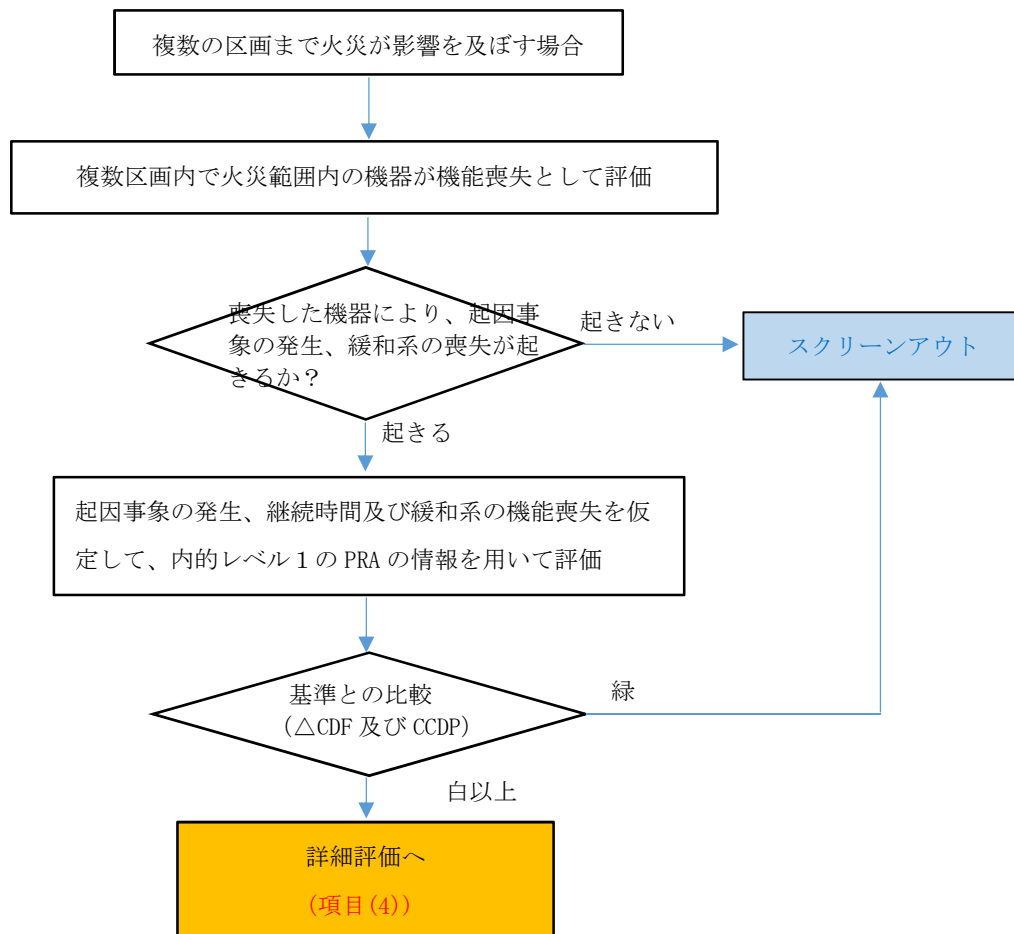 複数の区画まで火災が影響を及ぼす場合
複数区画内で火災範囲内の機器が機能喪失として評価
喪失した機器により、起因事
象の発生、緩和系の喪失が起
きるか？
起きない
スクリーンアウト
起きる
起因事象の発生、継続時間及び緩和系の機能喪失を仮
定して、内的レベル１の PRA の情報を用いて評価
基準との比較
（△CDF 及び CCDP）
緑
白以上
詳細評価へ
（項目(4)）